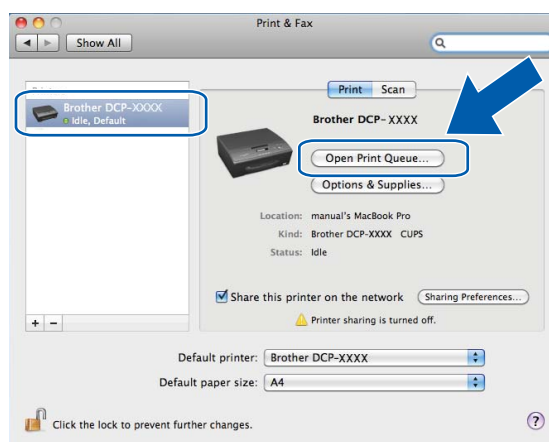 Print & Fax
Show All
Print Scan
Brother DCP-XXXX
Idle, Default
Brother DCP- XXXX
Open Print Queue...
Options & Supplies...
Location: manual's MacBook Pro
Kind: Brother DCP-XXXX CUPS
Status: Idle
Share this printer on the network Sharing Preferences...
Printer sharing is turned off.
+ -
Default printer: Brother DCP-XXXX
Default paper size: A4
Click the lock to prevent further changes. ?